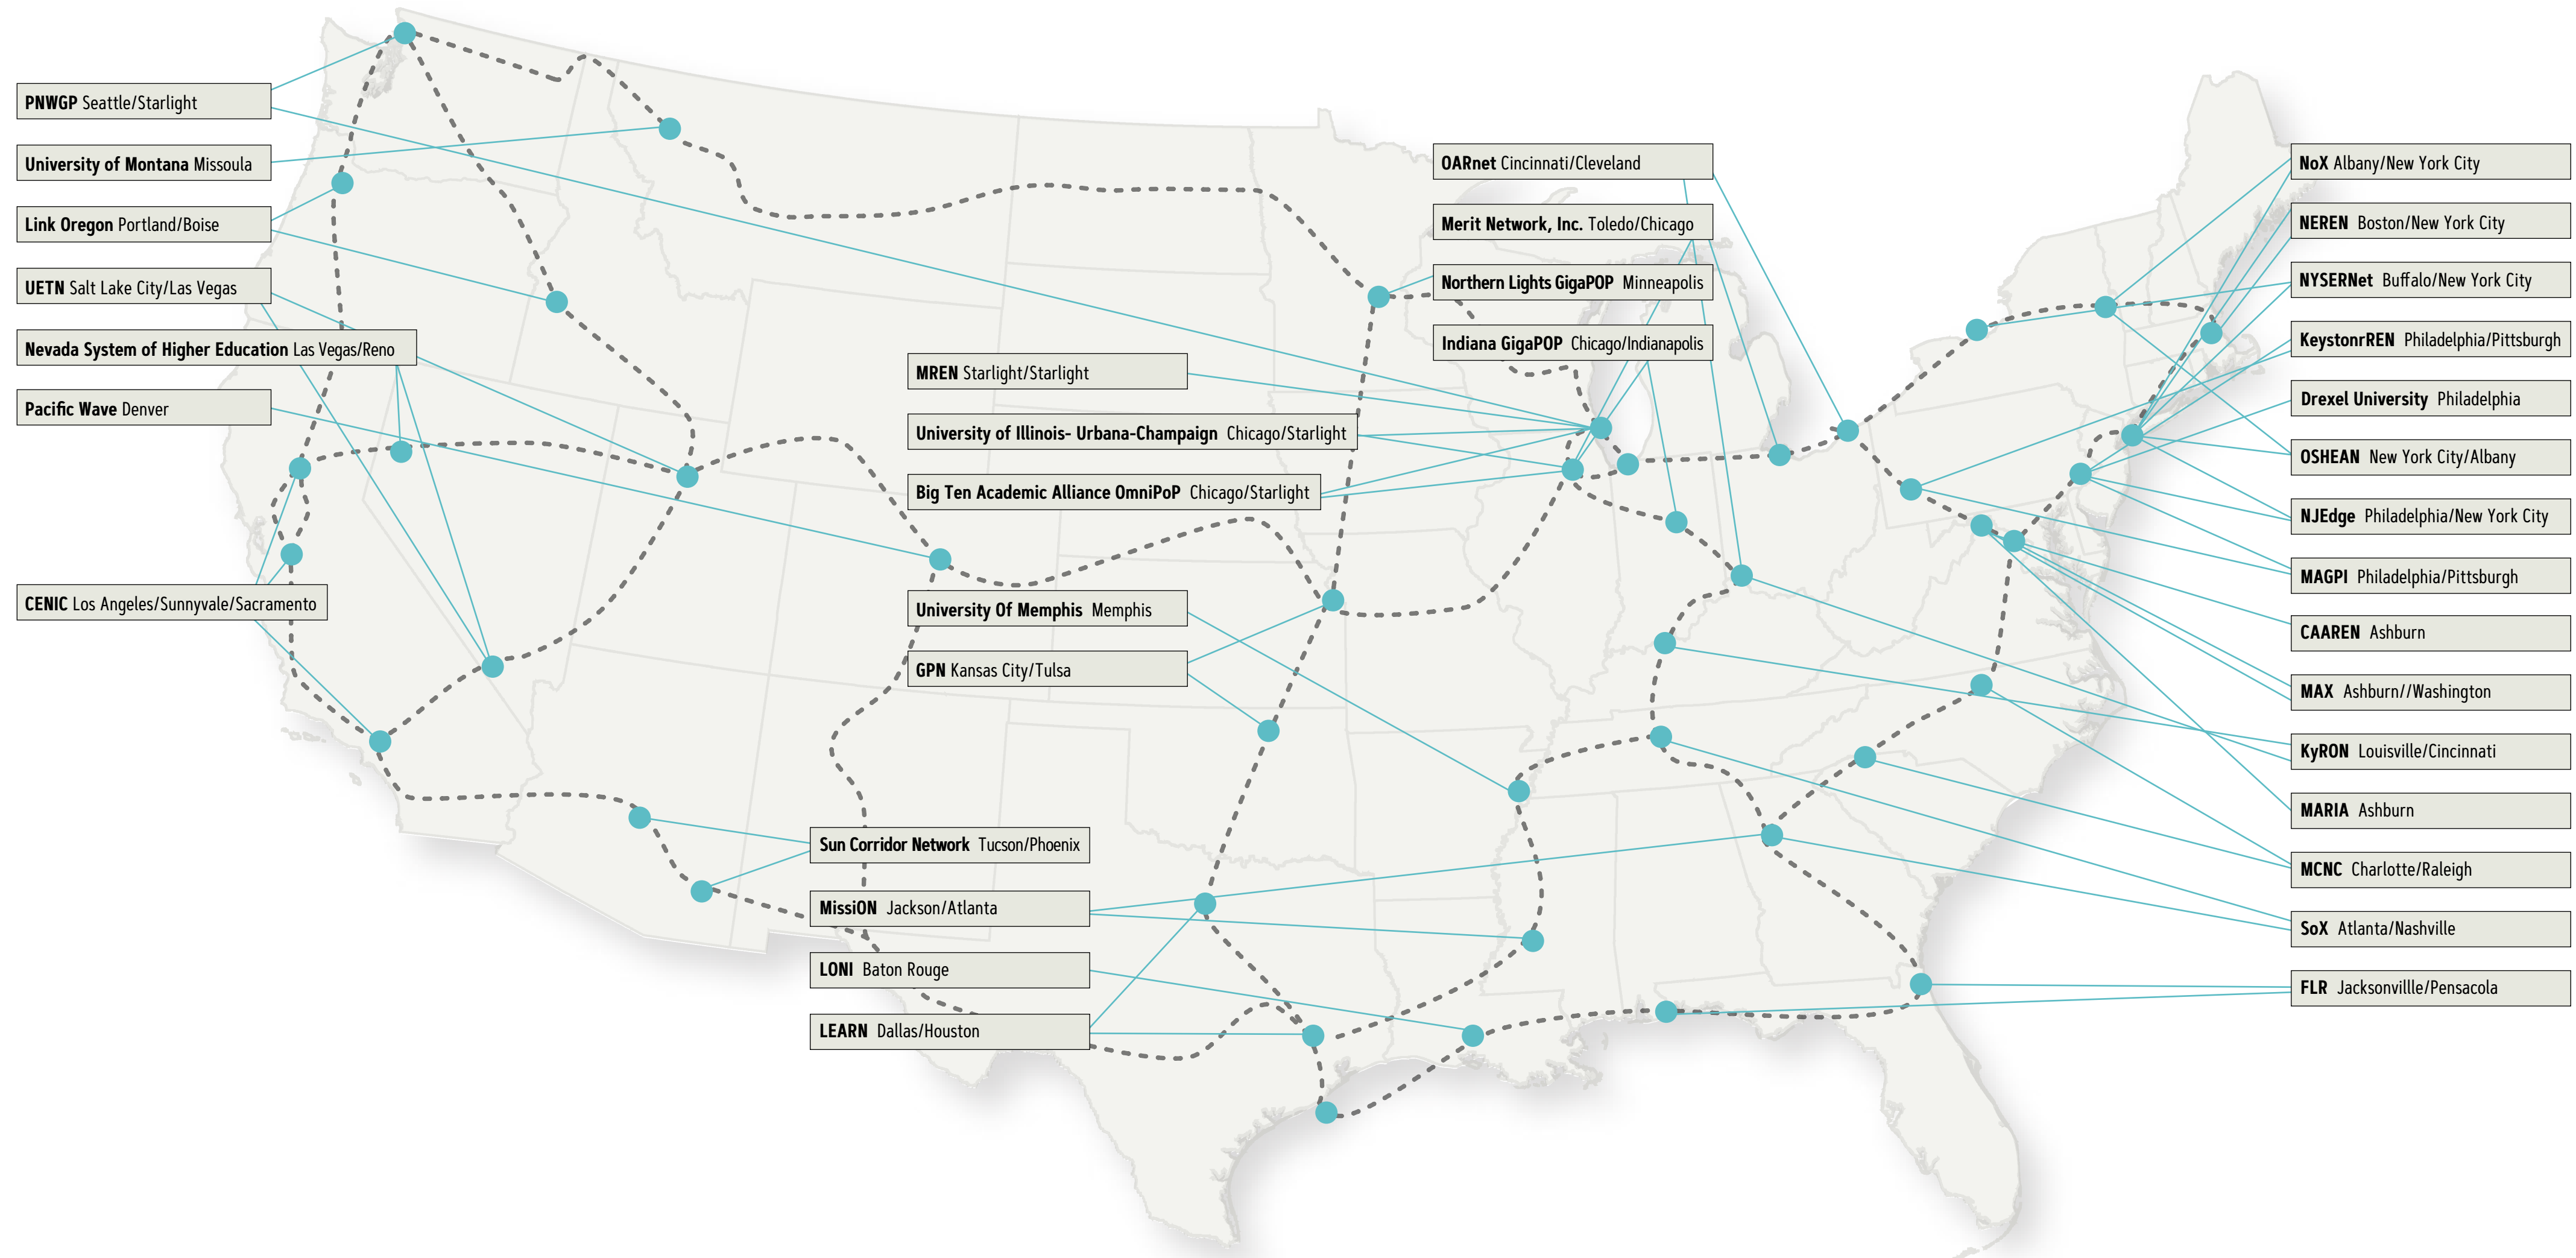 PNWGP Seattle/Starlight
University of Montana Missoula
Link Oregon Portland/Boise
UETN Salt Lake City/Las Vegas
Nevada System of Higher Education Las Vegas/Reno
Pacific Wave Denver
CENIC Los Angeles/Sunnyvale/Sacramento
MREN Starlight/Starlight
University of Illinois- Urbana-Champaign Chicago/Starlight
Big Ten Academic Alliance OmniPoP Chicago/Starlight
University Of Memphis Memphis
GPN Kansas City/Tulsa
Sun Corridor Network Tucson/Phoenix
MissiON Jackson/Atlanta
LONI Baton Rouge
LEARN Dallas/Houston
OARnet Cincinnati/Cleveland
Merit Network, Inc. Toledo/Chicago
Northern Lights GigaPOP Minneapolis
Indiana GigaPOP Chicago/Indianapolis
NoX Albany/New York City
NEREN Boston/New York City
NYSERNet Buffalo/New York City
KeystonrREN Philadelphia/Pittsburgh
Drexel University Philadelphia
OSHEAN New York City/Albany
NJEdge Philadelphia/New York City
MAGPI Philadelphia/Pittsburgh
CAAREN Ashburn
MAX Ashburn//Washington
KyRON Louisville/Cincinnati
MARIA Ashburn
MCNC Charlotte/Raleigh
SoX Atlanta/Nashville
FLR Jacksonvillle/Pensacola